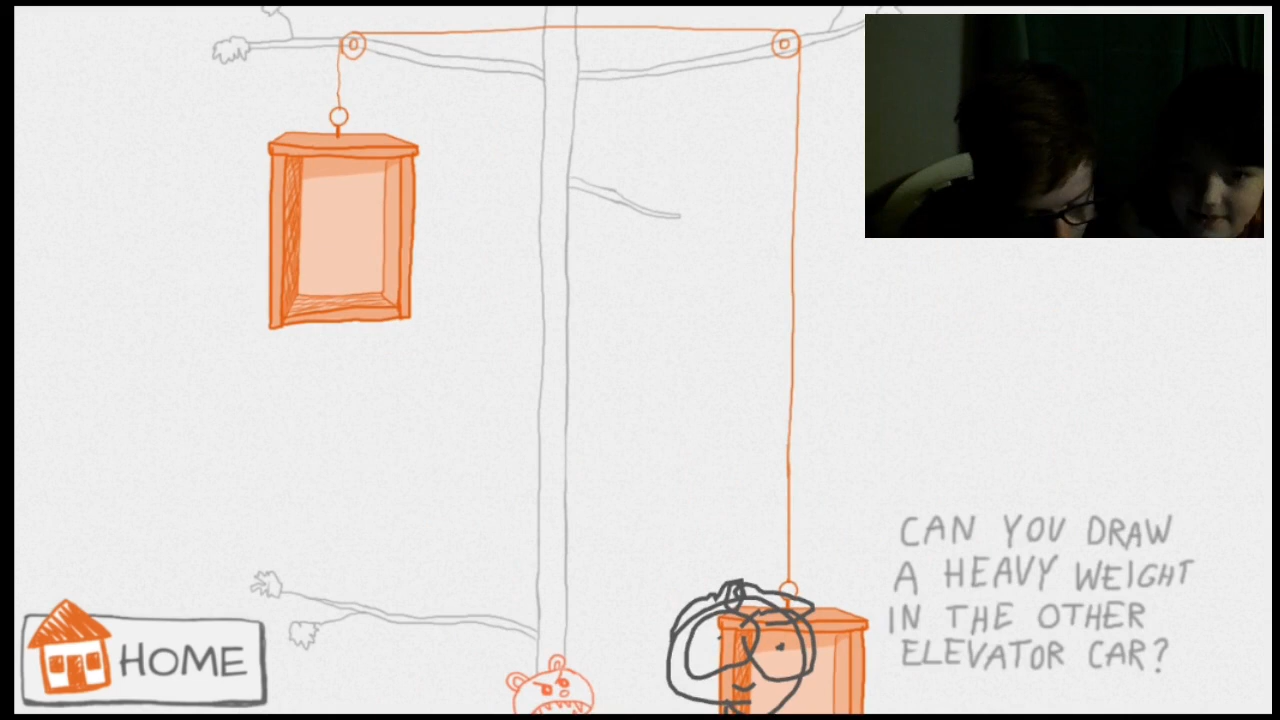 CAN YOU DRAW
A HEAVY WEIGHT
IN THE OTHER
ELEVATOR CAR?
HOME